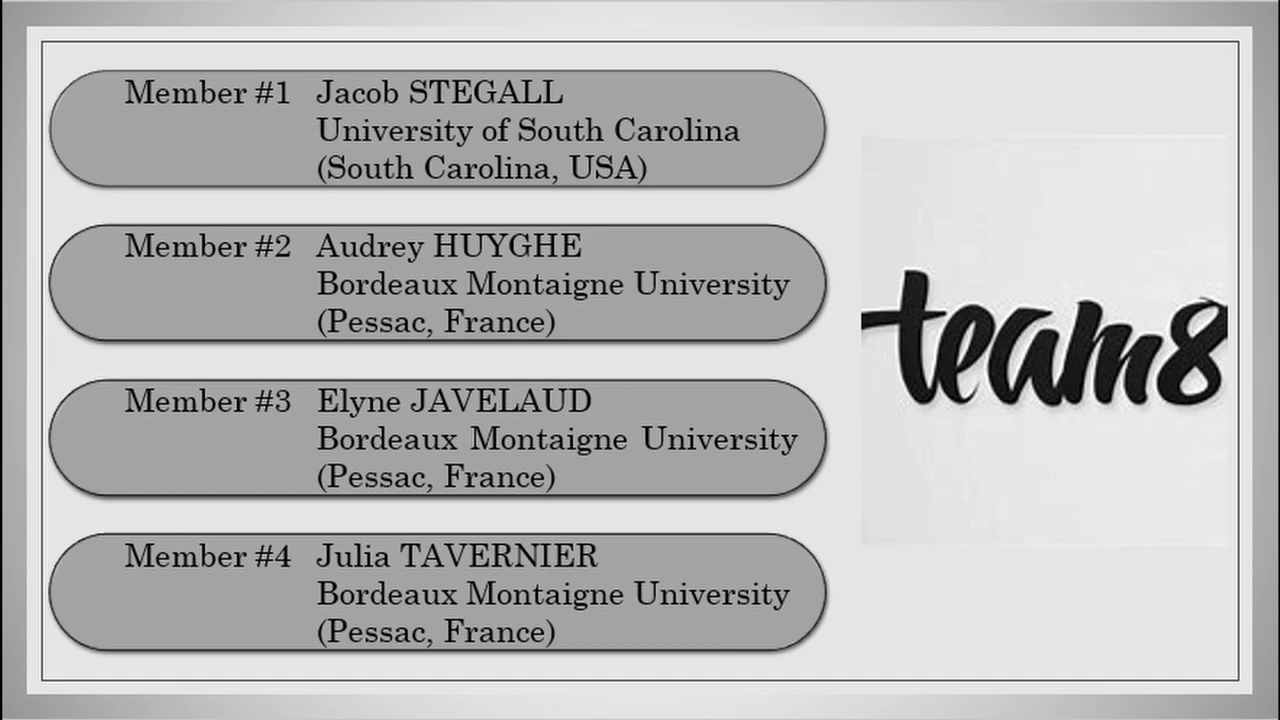 Member #1 Jacob STEGALL
University of South Carolina
(South Carolina, USA)
Member #2 Audrey HUYGHE
Bordeaux Montaigne University
(Pessac, France)
Member #3 Elyne JAVELAUD
Bordeaux Montaigne University
(Pessac, France)
Member #4 Julia TAVERNIER
Bordeaux Montaigne University
(Pessac, France)
team8